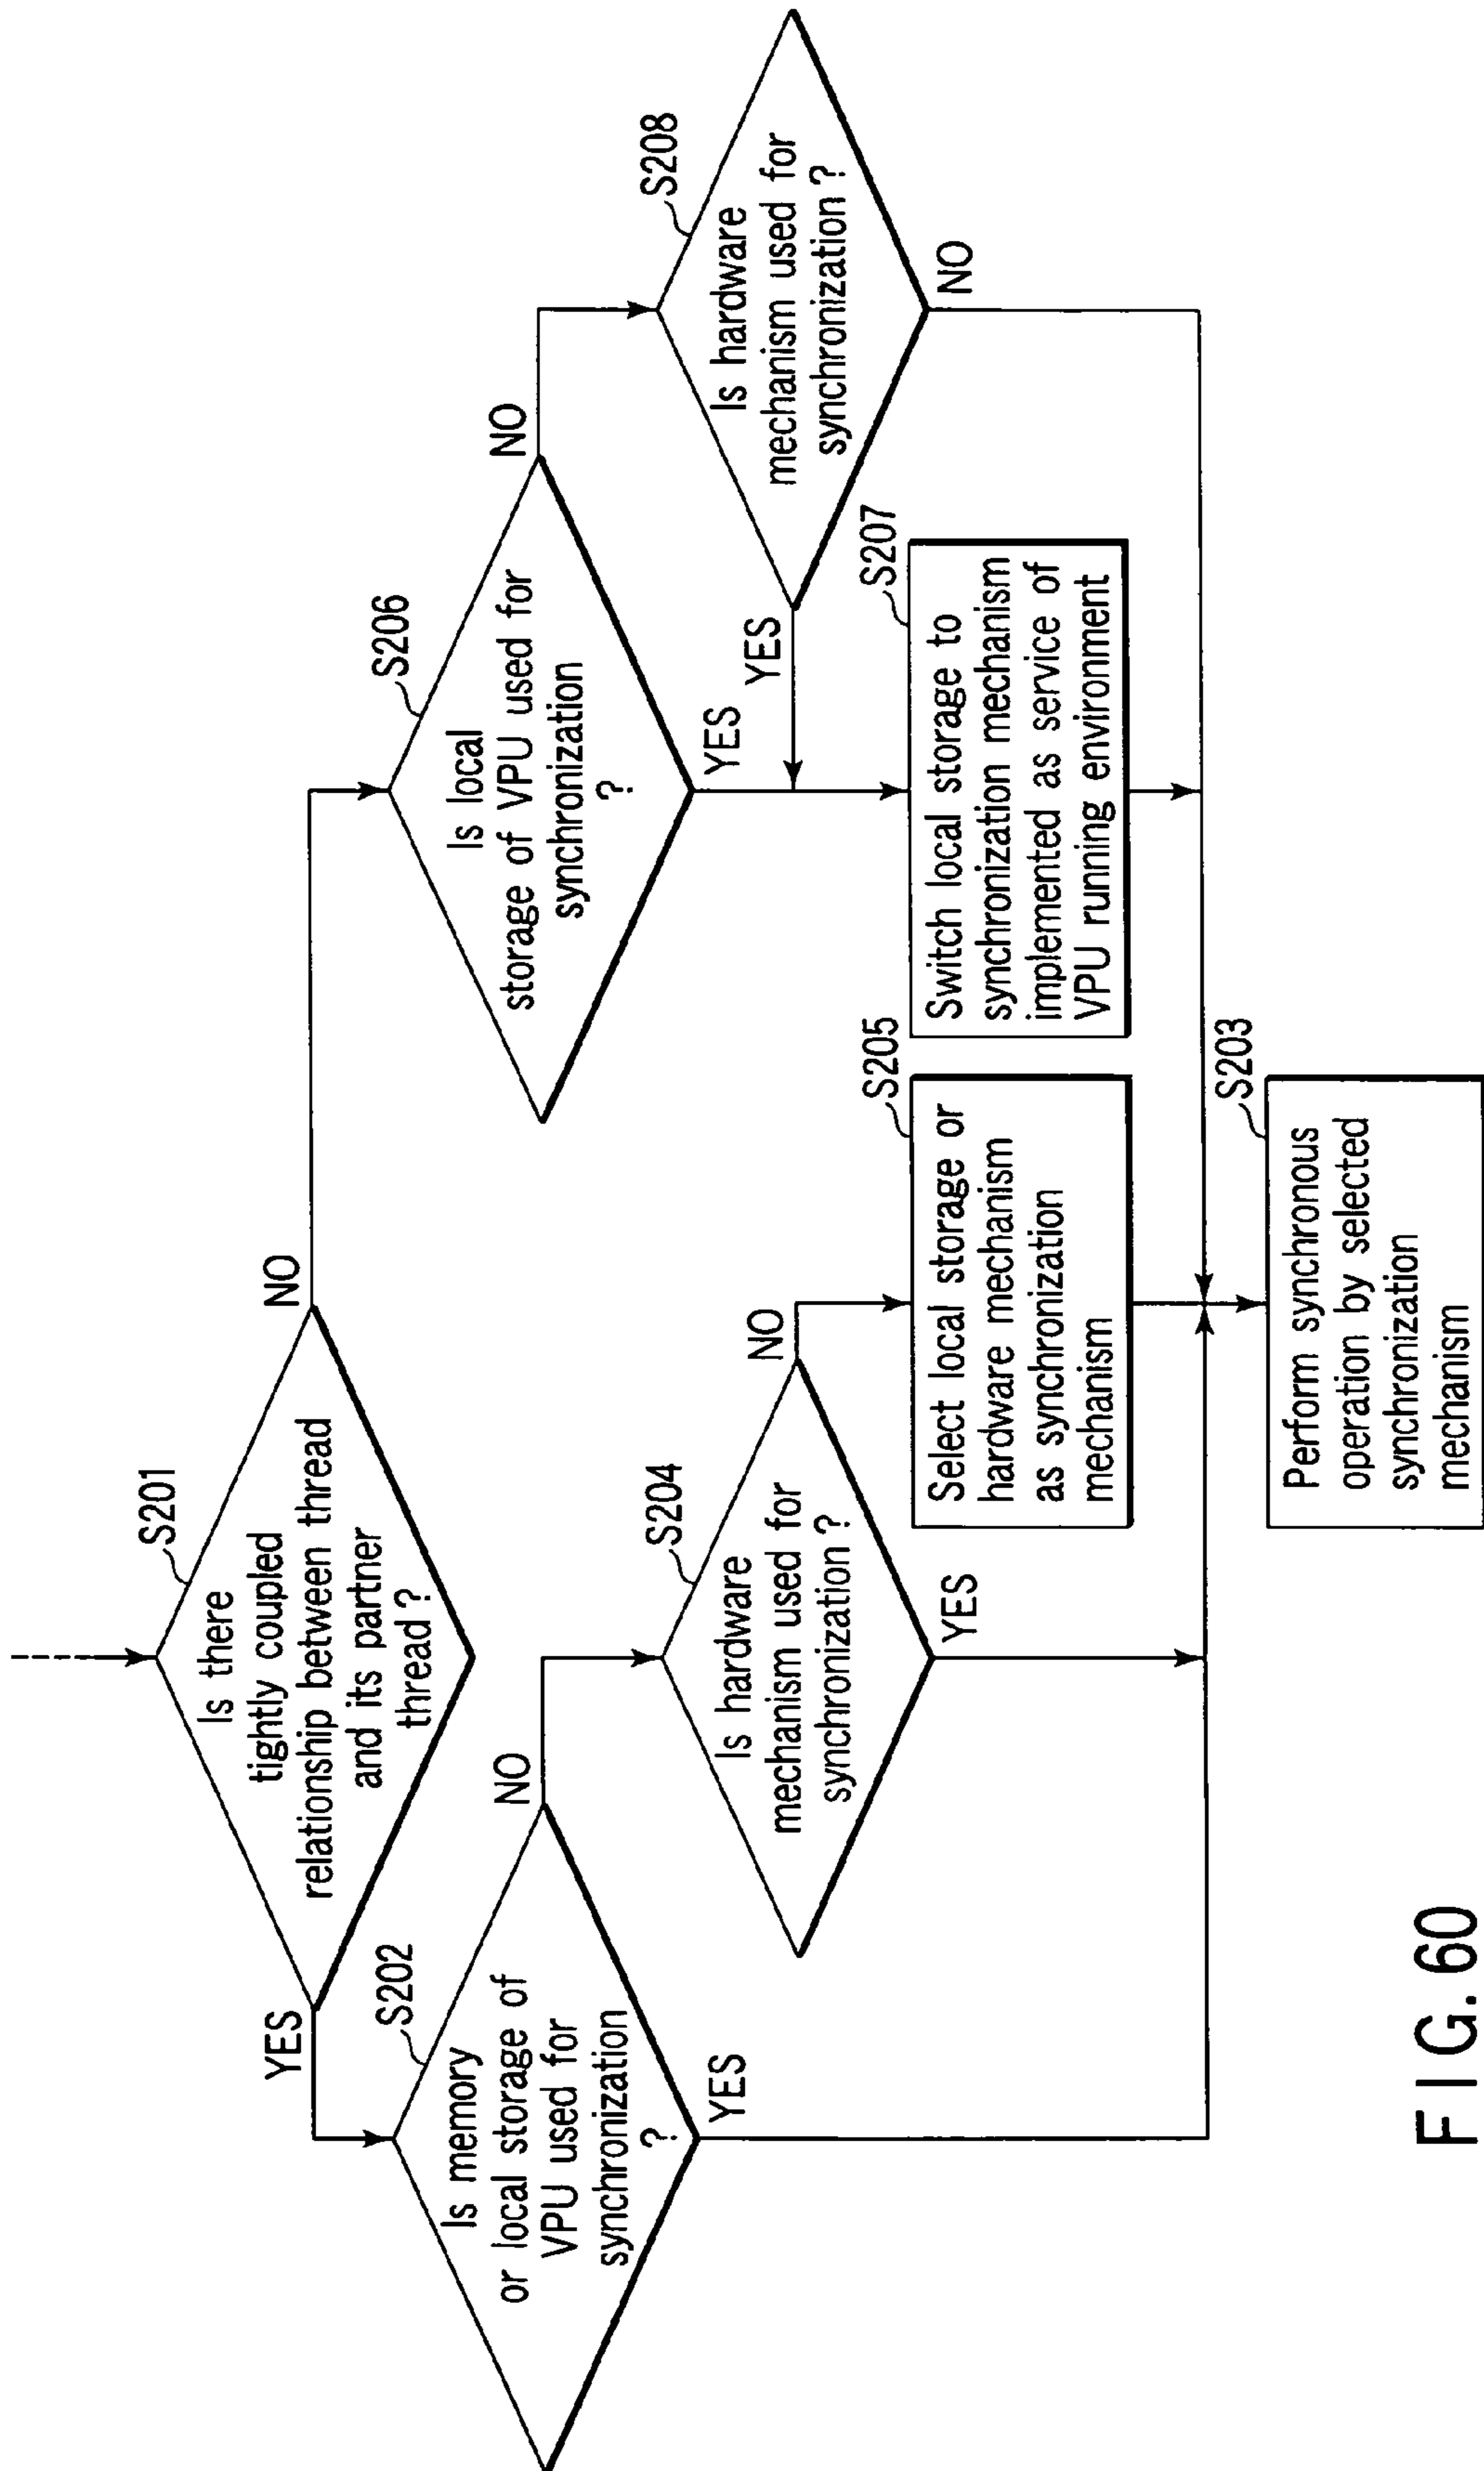 S201
Is there
tightly coupled
relationship between thread
and its partner
thread ?
YES
NO
S202
Is memory
or local storage of
VPU used for
synchronization
?
NO
YES
S206
Is local
storage of VPU used for
synchronization
?
NO
YES
S204
Is hardware
mechanism used for
synchronization ?
NO
YES
S208
Is hardware
mechanism used for
synchronization ?
YES
NO
S205
Select local storage or
hardware mechanism
as synchronization
mechanism
S207
Switch local storage to
synchronization mechanism
implemented as service of
VPU running environment
S203
Perform synchronous
operation by selected
synchronization
mechanism
FIG. 60